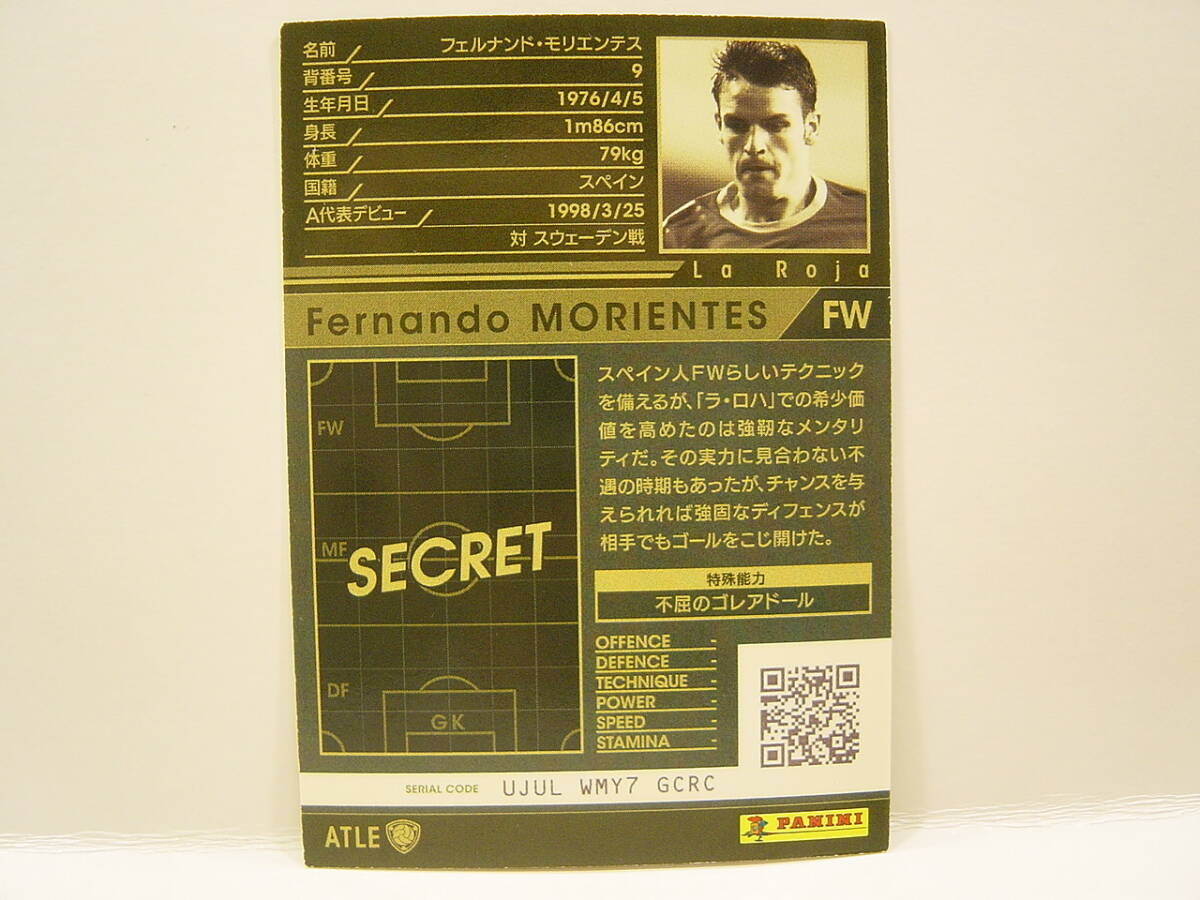 名前 フェルナンド・モリエンテス
背番号 9
生年月日 1976/4/5
身長 1m86cm
体重 79kg
国籍 スペイン
A代表デビュー 1998/3/25
対 スウェーデン戦
La Roja
Fernando MORIENTES FW
FW
MF
SECRET
DF
GK
スペイン人FWらしいテクニック
を備えるが、「ラ・ロハ」での希少価
値を高めたのは強靭なメンタリ
ティだ。その実力に見合わない不
遇の時期もあったが、チャンスを与
えられれば強固なディフェンスが
相手でもゴールをこじ開けた。
特殊能力
不屈のゴレアドール
OFFENCE -
DEFENCE -
TECHNIQUE -
POWER -
SPEED -
STAMINA -
SERIAL CODE UJUL WMY7 GCRC
ATLE
PANINI